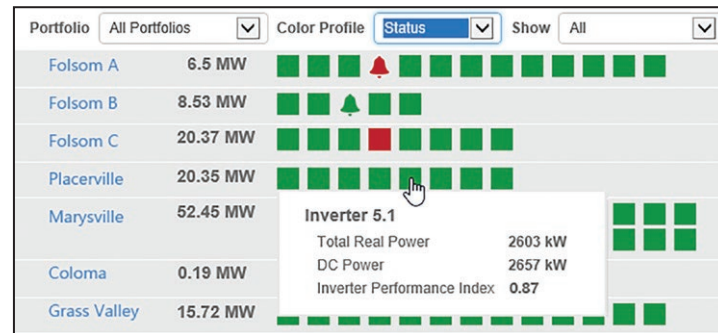 Portfolio All Portfolios Color Profile Status Show All
Folsom A 6.5 MW
Folsom B 8.53 MW
Folsom C 20.37 MW
Placerville 20.35 MW
Marysville 52.45 MW
Inverter 5.1
Total Real Power 2603 kW
DC Power 2657 kW
Inverter Performance Index 0.87
Coloma 0.19 MW
Grass Valley 15.72 MW